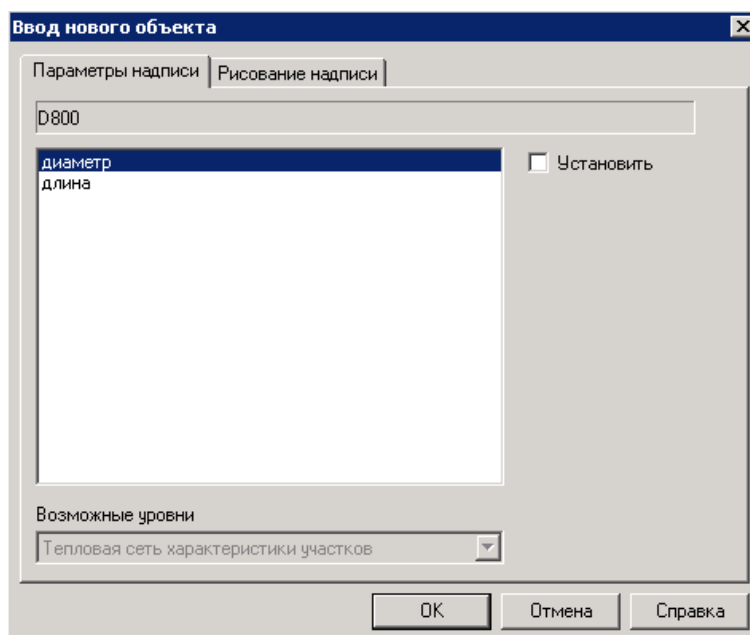 Ввод нового объекта
Параметры надписи Рисование надписи
D800
диаметр
длина
Установить
Возможные уровни
Тепловая сеть характеристики участков
OK Отмена Справка